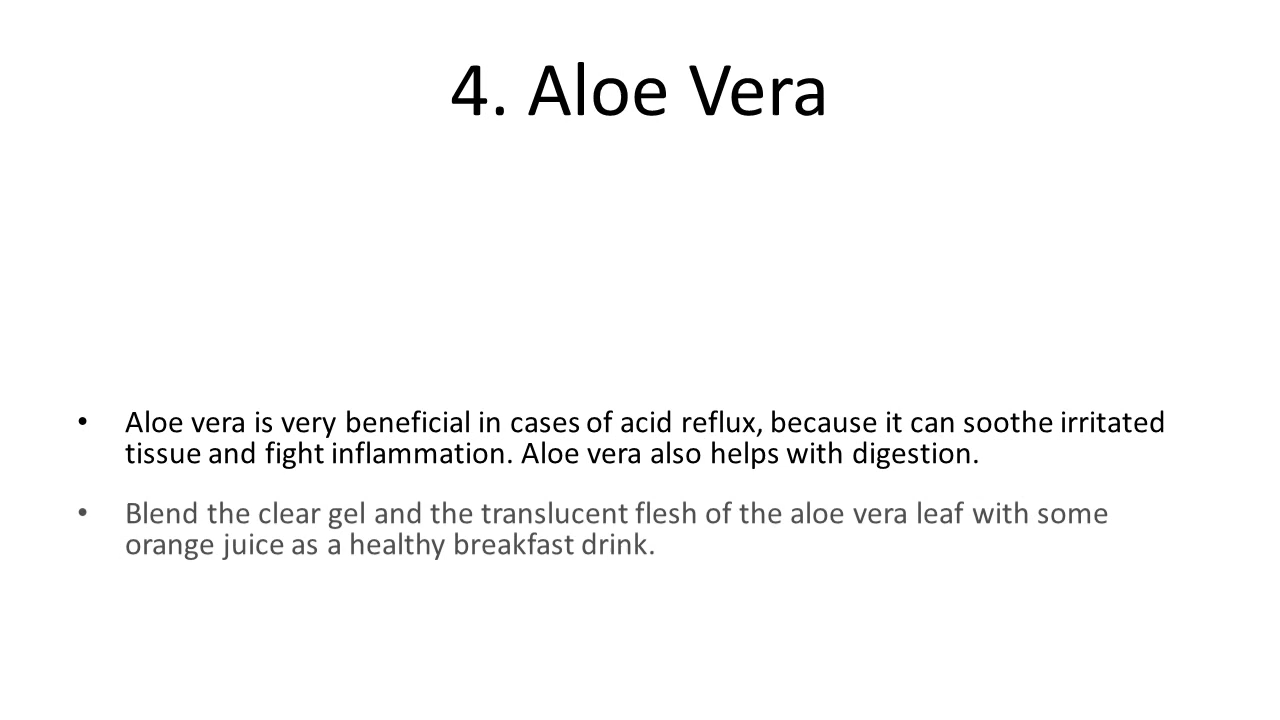 4. Aloe Vera
• Aloe vera is very beneficial in cases of acid reflux, because it can soothe irritated
tissue and fight inflammation. Aloe vera also helps with digestion.
• Blend the clear gel and the translucent flesh of the aloe vera leaf with some
orange juice as a healthy breakfast drink.